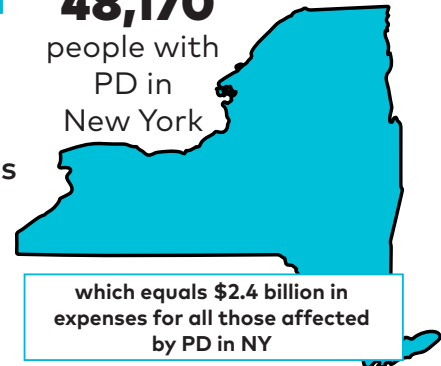 48,170
people with
PD in
New York
s
which equals $2.4 billion in
expenses for all those affected
by PD in NY